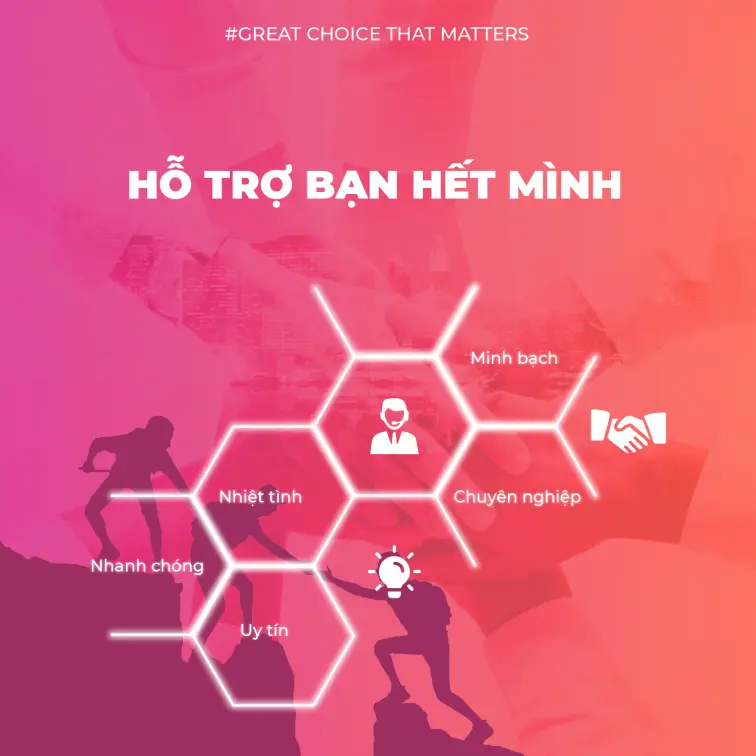 #GREAT CHOICE THAT MATTERS
HỖ TRỢ BẠN HẾT MÌNH
Minh bạch
Nhiệt tình
Chuyên nghiệp
Nhanh chóng
Uy tín